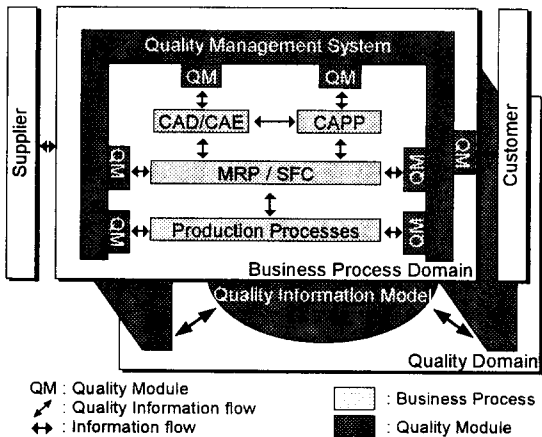 Quality Management System
QM QM
CAD/CAE CAPP
Supplier
Customer
QM MRP / SFC QM
QM
QM Production Processes QM
Business Process Domain
Quality Information Model
Quality Domain
QM : Quality Module
: Quality Information flow
: Information flow
: Business Process
: Quality Module